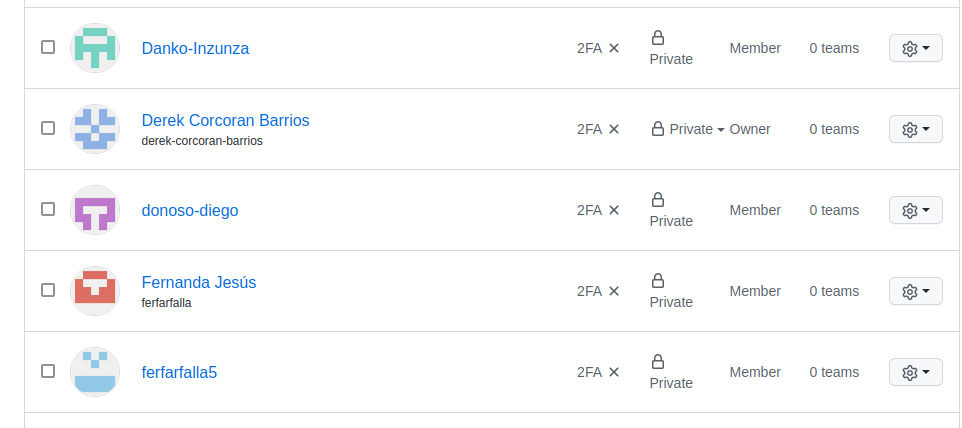 Danko-Inzunza 2FA Private Member 0 teams
Derek Corcoran Barrios
derek-corcoran-barrios 2FA Private Owner 0 teams
donoso-diego 2FA Private Member 0 teams
Fernanda Jesús
ferfarfalla 2FA Private Member 0 teams
ferfarfalla5 2FA Private Member 0 teams